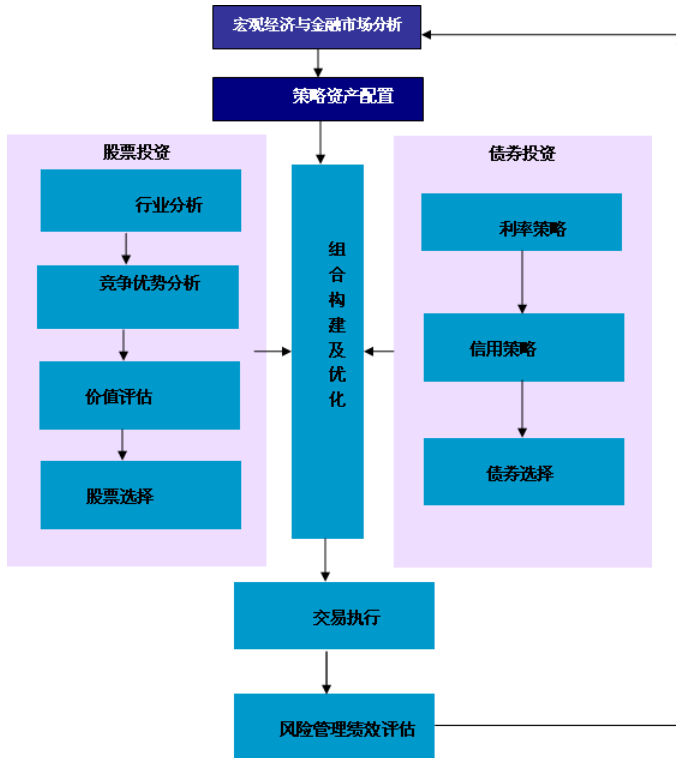 宏观经济与金融市场分析
策略资产配置
股票投资
行业分析
竞争优势分析
价值评估
股票选择
组合构建及优化
债券投资
利率策略
信用策略
债券选择
交易执行
风险管理绩效评估